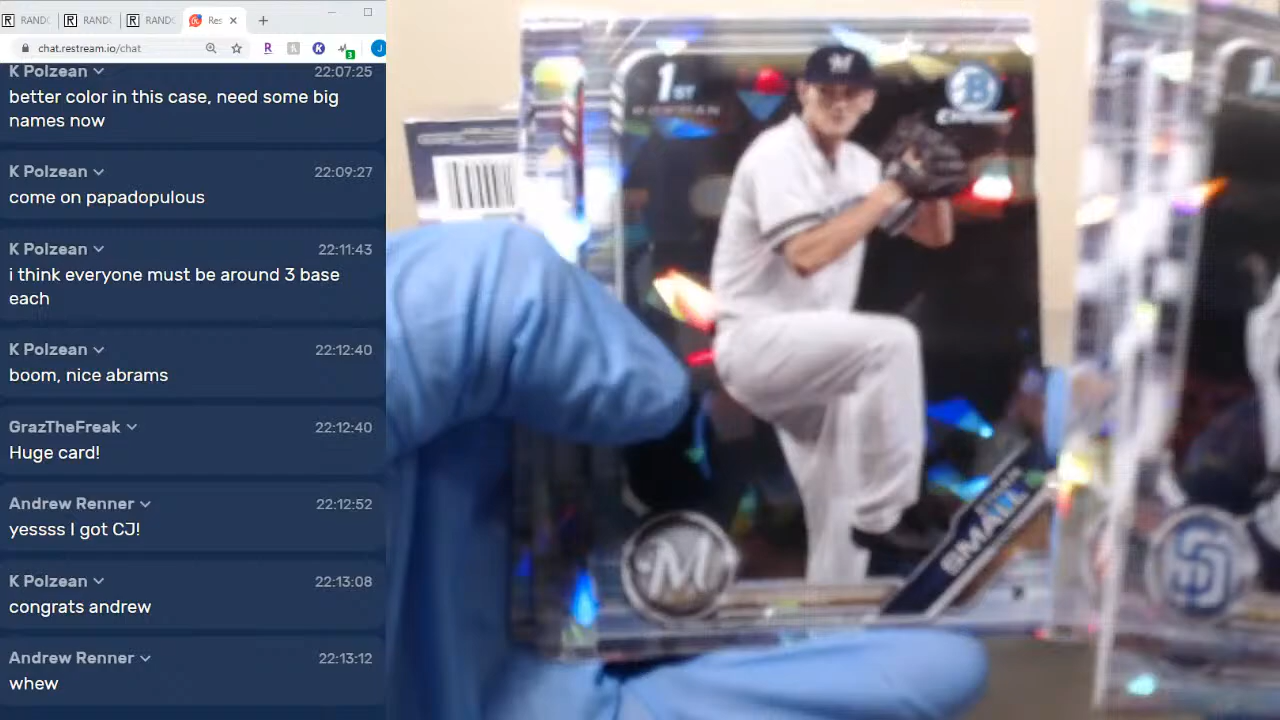 RANDO
RANDO
RANDO
Res
chat.restream.io/chat
3
J
K Polzean 22:07:25
better color in this case, need some big
names now
K Polzean 22:09:27
come on papadopulous
K Polzean 22:11:43
i think everyone must be around 3 base
each
K Polzean 22:12:40
boom, nice abrams
GrazTheFreak 22:12:40
Huge card!
Andrew Renner 22:12:52
yessss I got CJ!
K Polzean 22:13:08
congrats andrew
Andrew Renner 22:13:12
whew
1ST
BOWMAN
B
CHROME
M
M
ETHAN
SMALL
SD